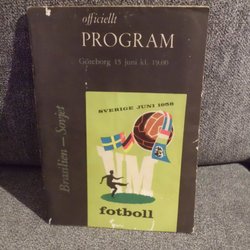 officiellt
PROGRAM
Göteborg 15 juni kl. 19.00
Brasilien — Sovjet
SVERIGE JUNI 1958
VM
fotboll